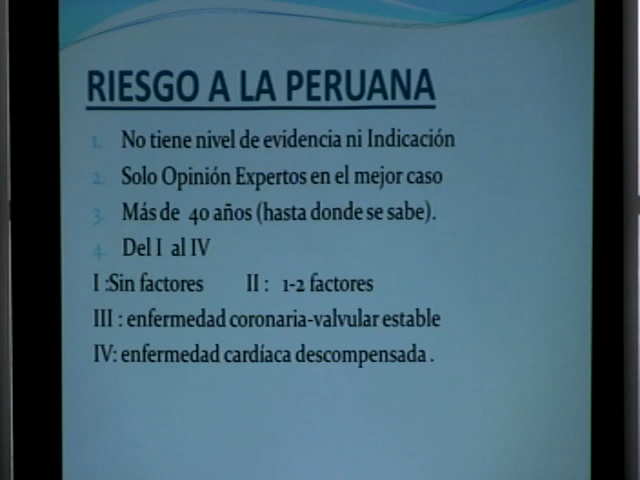 RIESGO A LA PERUANA
1. No tiene nivel de evidencia ni Indicación
2. Solo Opinión Expertos en el mejor caso
3. Más de 40 años (hasta donde se sabe).
4. Del I al IV
I :Sin factores II : 1-2 factores
III : enfermedad coronaria-valvular estable
IV: enfermedad cardíaca descompensada .